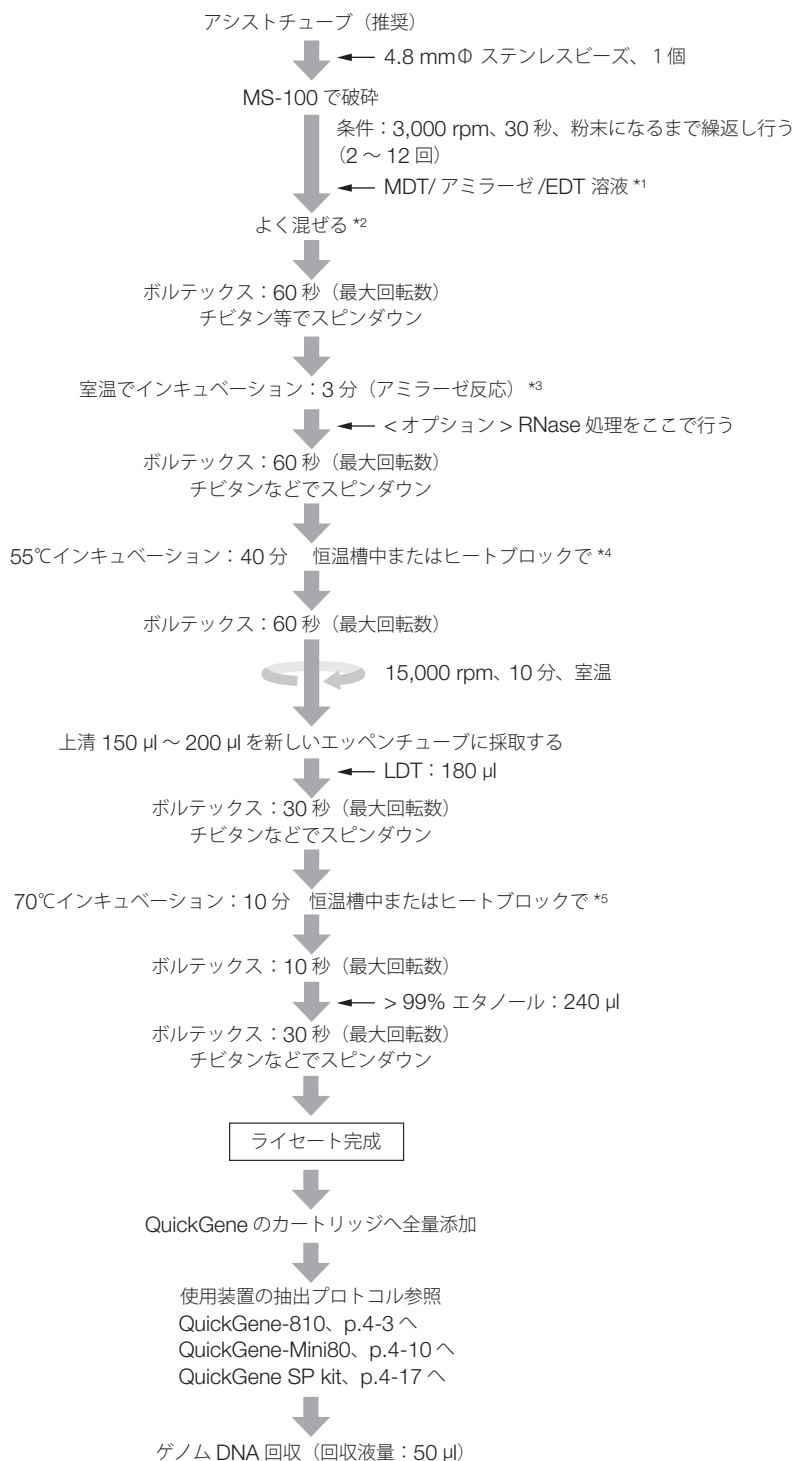 アシストチューブ（推奨）
4.8 mmΦ ステンレスビーズ、1個
MS-100 で破砕
条件：3,000 rpm、30 秒、粉末になるまで繰返し行う
（2 ～ 12 回）
MDT/ アミラーゼ /EDT 溶液 *1
よく混ぜる *2
ボルテックス：60 秒（最大回転数）
チビタン等でスピンダウン
室温でインキュベーション：3 分（アミラーゼ反応）*3
< オプション > RNase 処理をここで行う
ボルテックス：60 秒（最大回転数）
チビタンなどでスピンダウン
55℃インキュベーション：40 分　恒温槽中またはヒートブロックで *4
ボルテックス：60 秒（最大回転数）
15,000 rpm、10 分、室温
上清 150 µl ～ 200 µl を新しいエッペンチューブに採取する
LDT：180 µl
ボルテックス：30 秒（最大回転数）
チビタンなどでスピンダウン
70℃インキュベーション：10 分　恒温槽中またはヒートブロックで *5
ボルテックス：10 秒（最大回転数）
> 99% エタノール：240 µl
ボルテックス：30 秒（最大回転数）
チビタンなどでスピンダウン
ライセート完成
QuickGene のカートリッジへ全量添加
使用装置の抽出プロトコル参照
QuickGene-810、p.4-3 へ
QuickGene-Mini80、p.4-10 へ
QuickGene SP kit、p.4-17 へ
ゲノム DNA 回収（回収液量：50 µl）